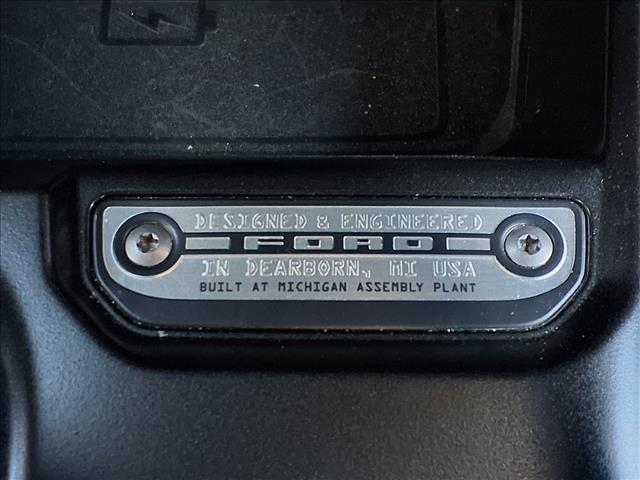 DESIGNED & ENGINEERED
FORD
IN DEARBORN, MI USA
BUILT AT MICHIGAN ASSEMBLY PLANT